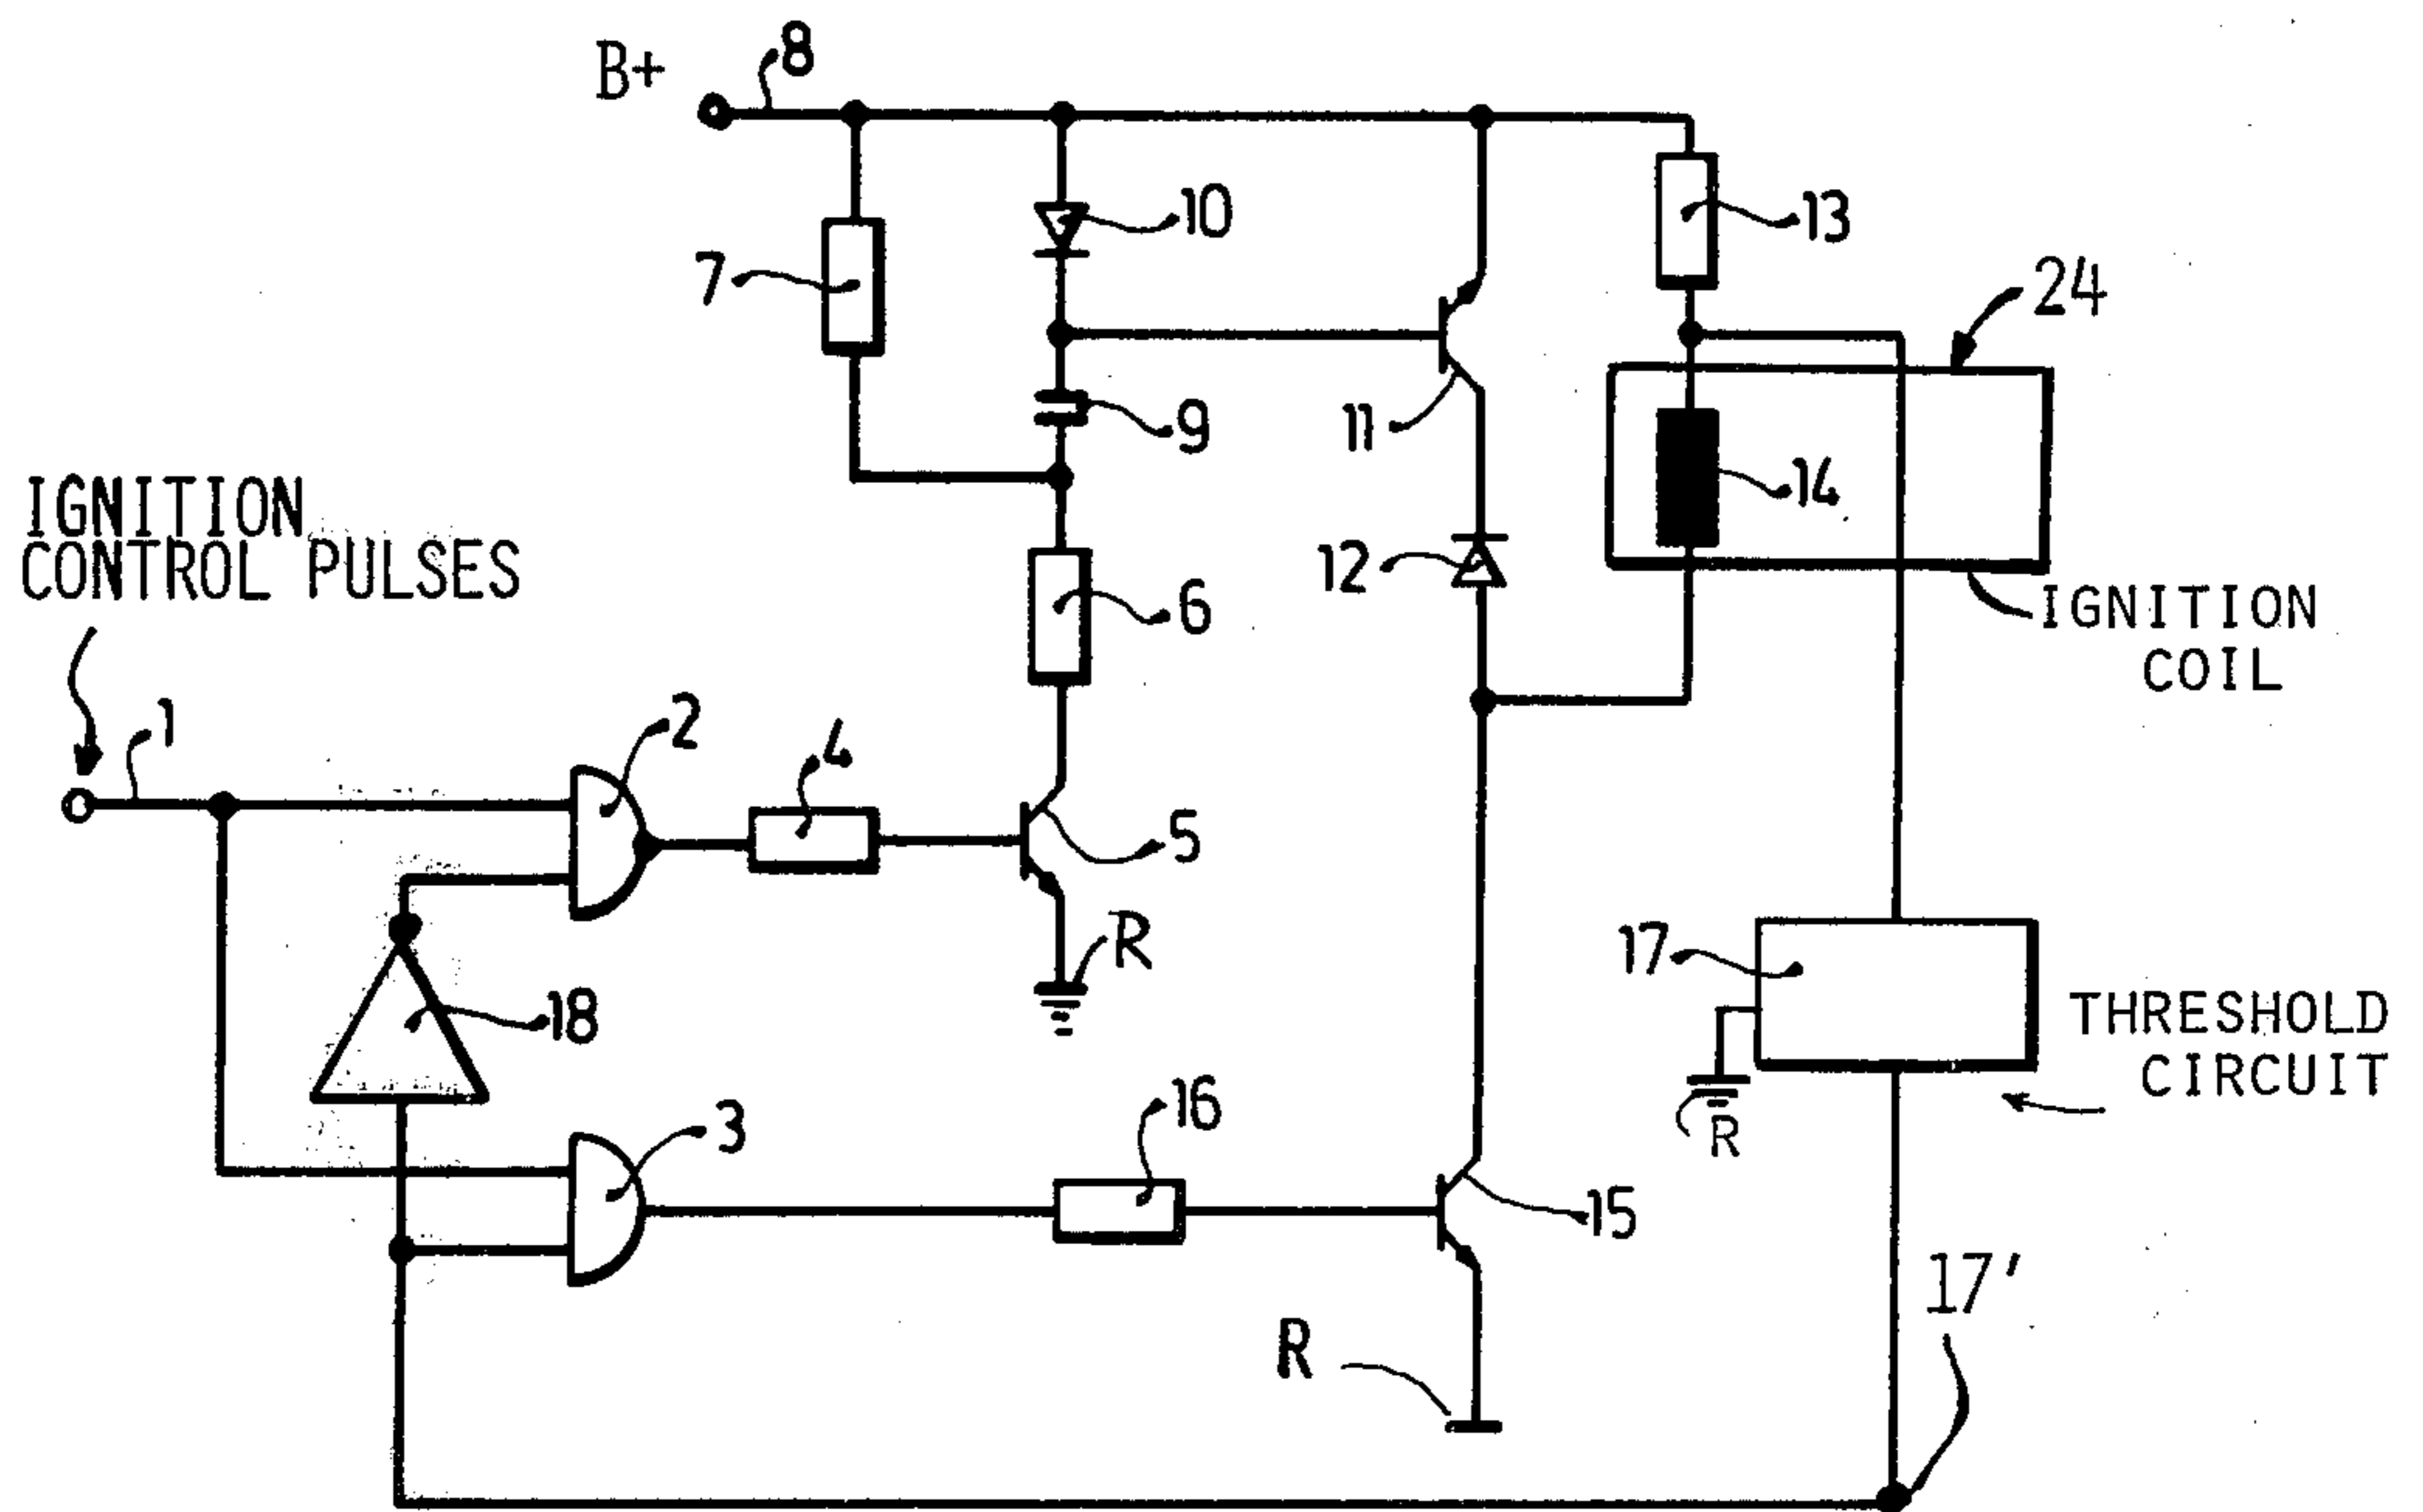 B+
8
10
7
13
24
9
11
14
IGNITION
CONTROL PULSES
12
6
IGNITION
COIL
1
2
4
5
R
17
18
THRESHOLD
CIRCUIT
R
3
16
15
17'
R